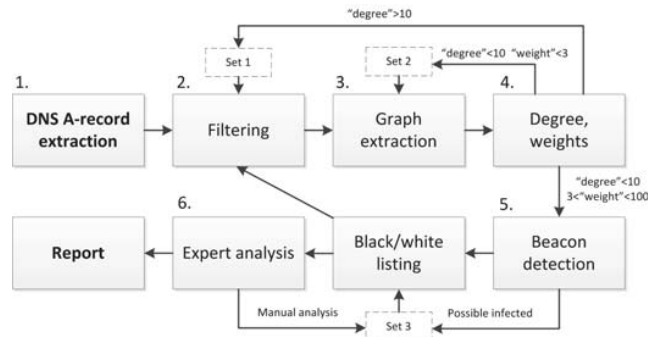 "degree">10
Set 1
"degree"<10 "weight"<3
Set 2
1.
2.
3.
4.
DNS A-record
extraction
Filtering
Graph
extraction
Degree,
weights
"degree"<10
3<"weight"<100
6.
5.
Report
Expert analysis
Black/white
listing
Beacon
detection
Manual analysis
Set 3
Possible infected